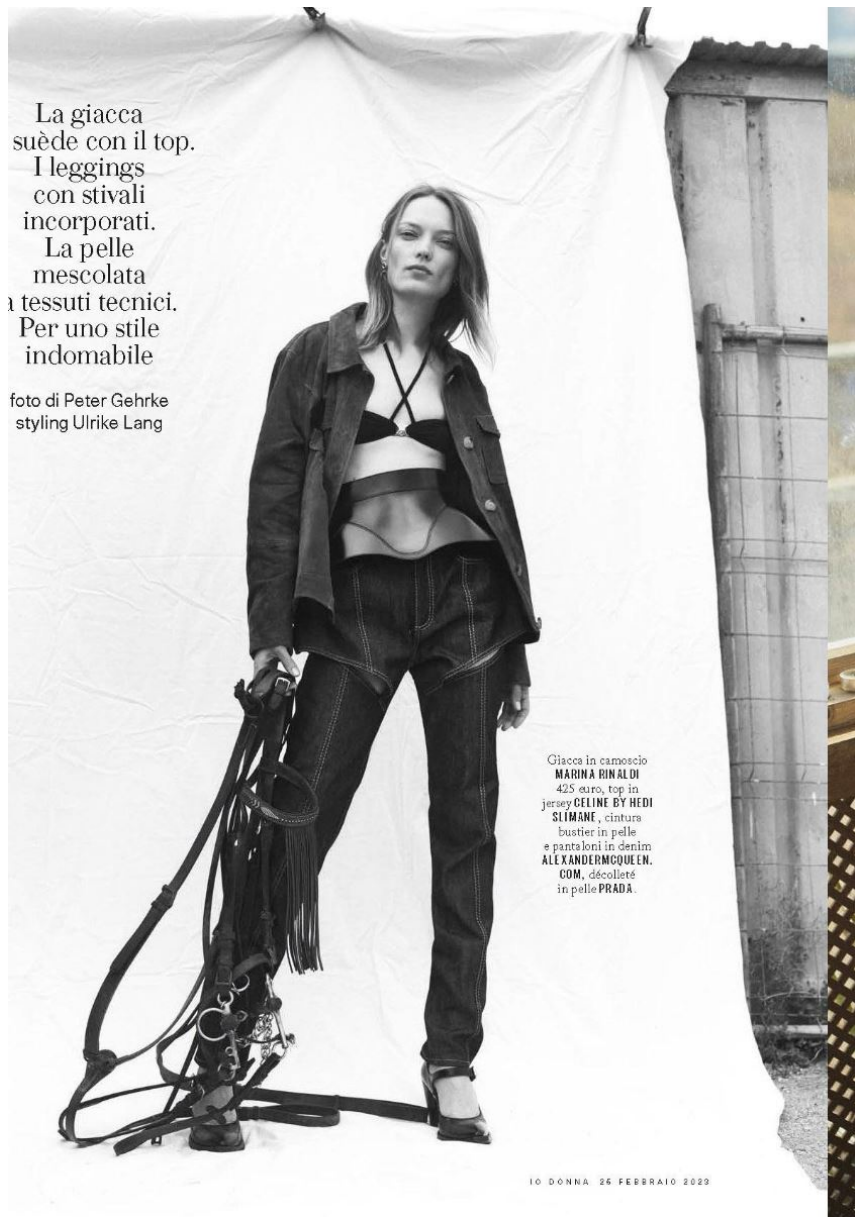 La giacca
suède con il top.
I leggings
con stivali
incorporati.
La pelle
mescolata
a tessuti tecnici.
Per uno stile
indomabile
foto di Peter Gehrke
styling Ulrike Lang
Giacca in camoscio
MARINA RINALDI
425 euro, top in
jersey CELINE BY HEDI
SLIMANE, cintura
bustier in pelle
e pantaloni in denim
ALEXANDERMCQUEEN.
COM, décolleté
in pelle PRADA.
IO DONNA 25 FEBBRAIO 2023